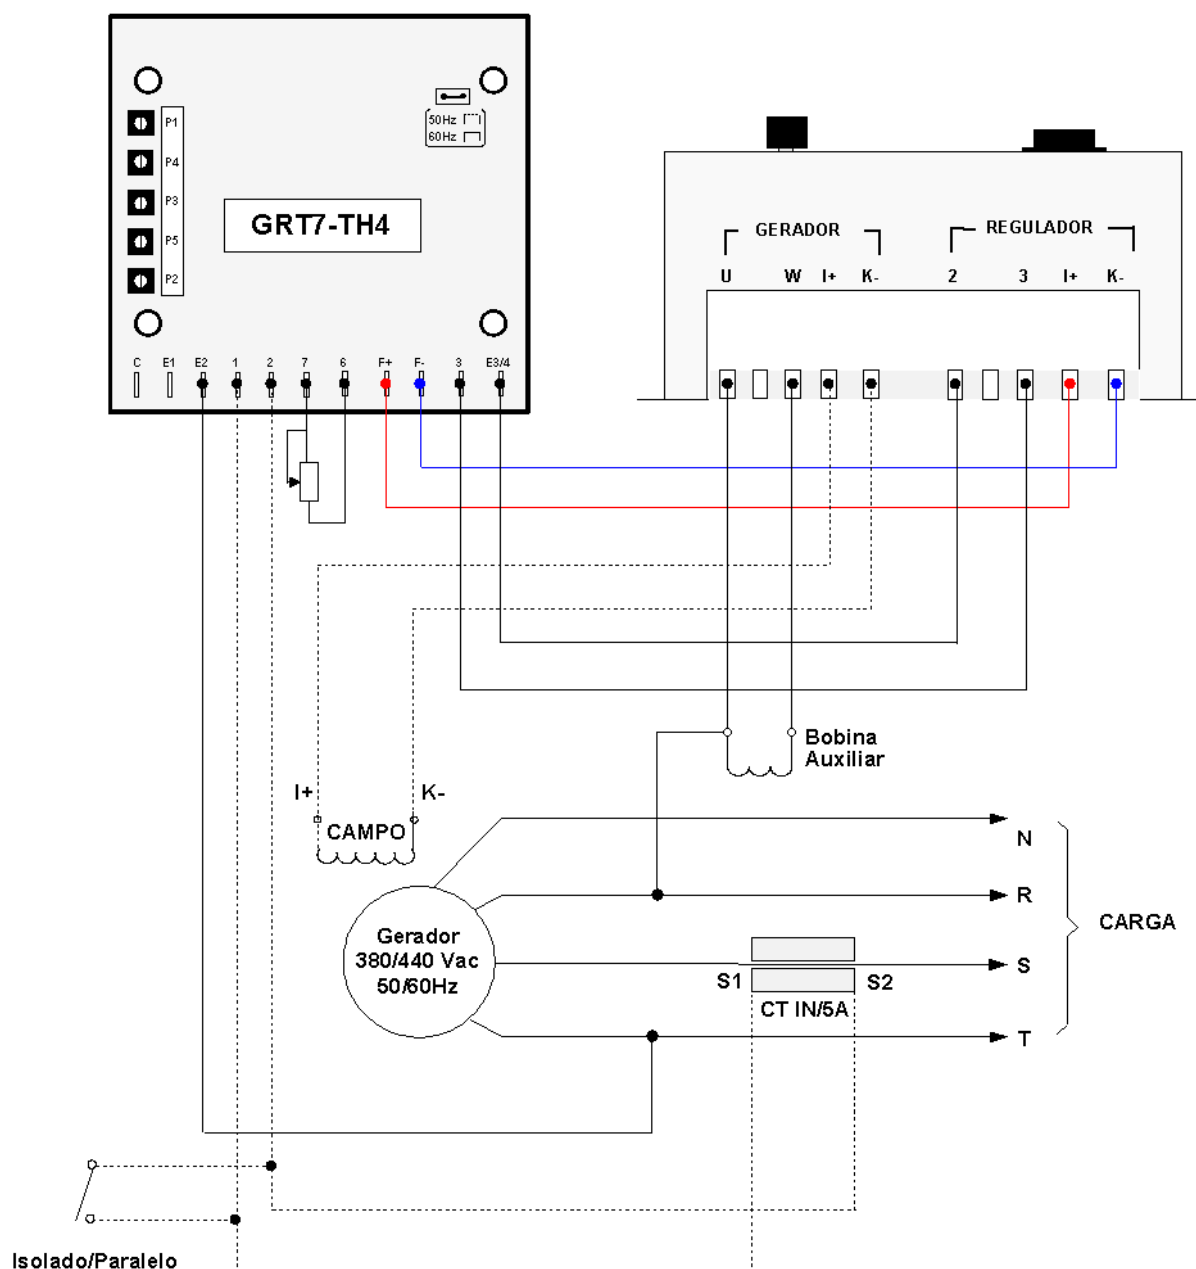 50Hz
60Hz
P1
P4
P3
P5
P2
GRT7-TH4
C E1 E2 1 2 7 6 F+ F- 3 E3/4
GERADOR REGULADOR
U W I+ K- 2 3 I+ K-
Bobina
Auxiliar
I+ K-
CAMPO
N
R
CARGA
Gerador
380/440 Vac
50/60Hz
S
S1 S2
CT IN/5A
T
Isolado/Paralelo